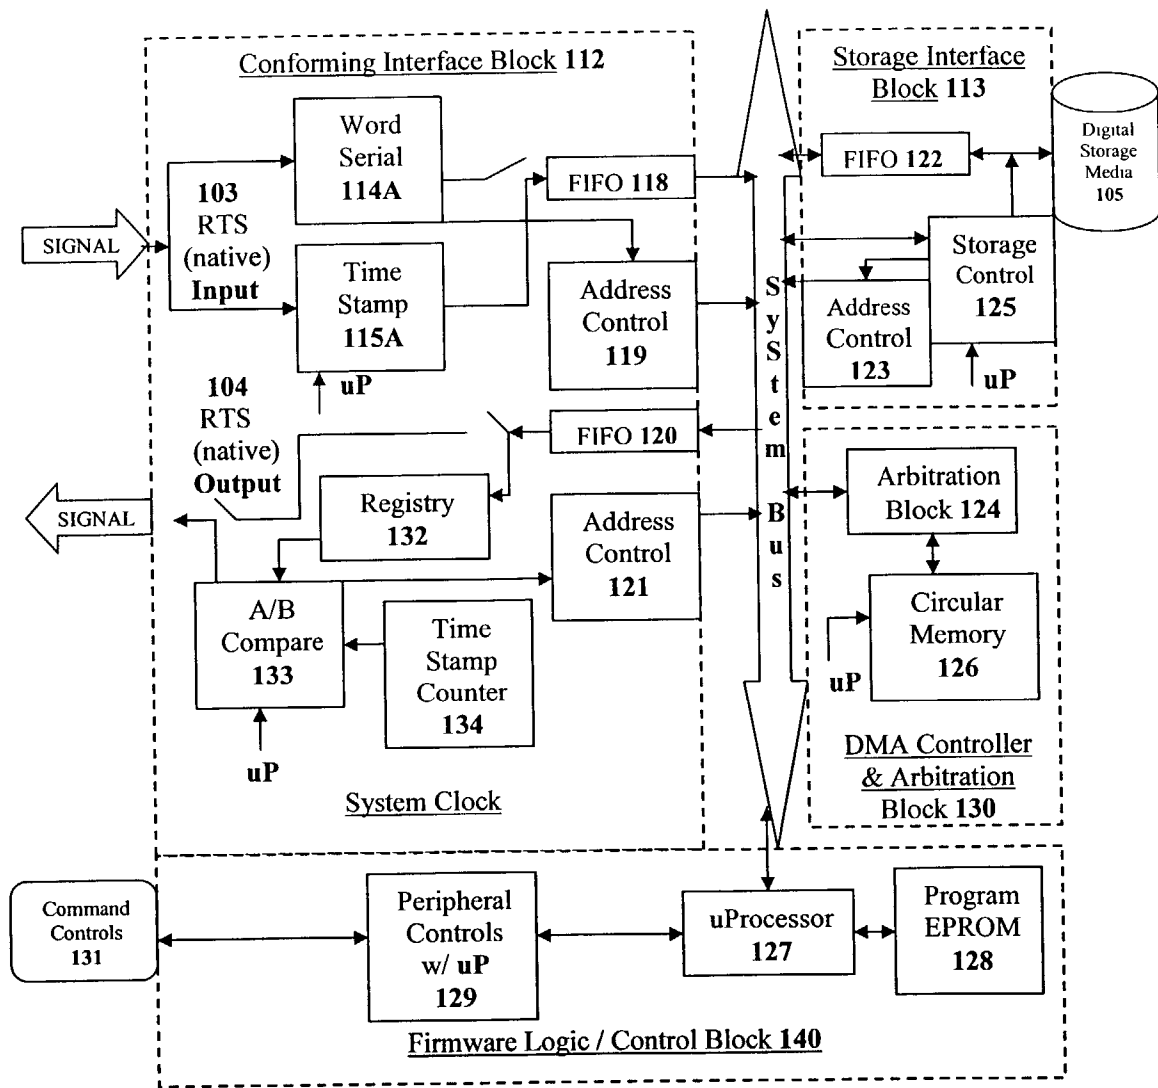 Conforming Interface Block 112
Storage Interface
Block 113
Word
Serial
114A
Digital
Storage
Media
105
FIFO 118
FIFO 122
103
RTS
(native)
Input
SIGNAL
Time
Stamp
115A
Address
Control
119
System Bus
Storage
Control
125
Address
Control
123
uP
uP
104
RTS
(native)
Output
FIFO 120
SIGNAL
Registry
132
Address
Control
121
Arbitration
Block 124
A/B
Compare
133
Time
Stamp
Counter
134
Circular
Memory
126
uP
uP
System Clock
DMA Controller
& Arbitration
Block 130
Command
Controls
131
Peripheral
Controls
w/ uP
129
uProcessor
127
Program
EPROM
128
Firmware Logic / Control Block 140